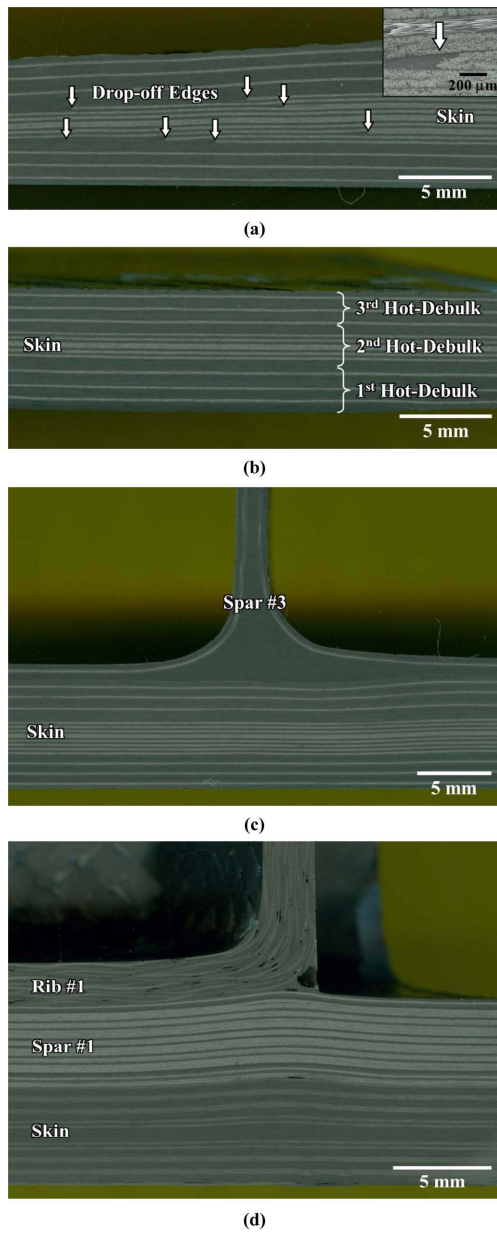 Drop-off Edges
200 µm
Skin
5 mm
(a)
3rd Hot-Debulk
Skin
2nd Hot-Debulk
1st Hot-Debulk
5 mm
(b)
Spar #3
Skin
5 mm
(c)
Rib #1
Spar #1
Skin
5 mm
(d)